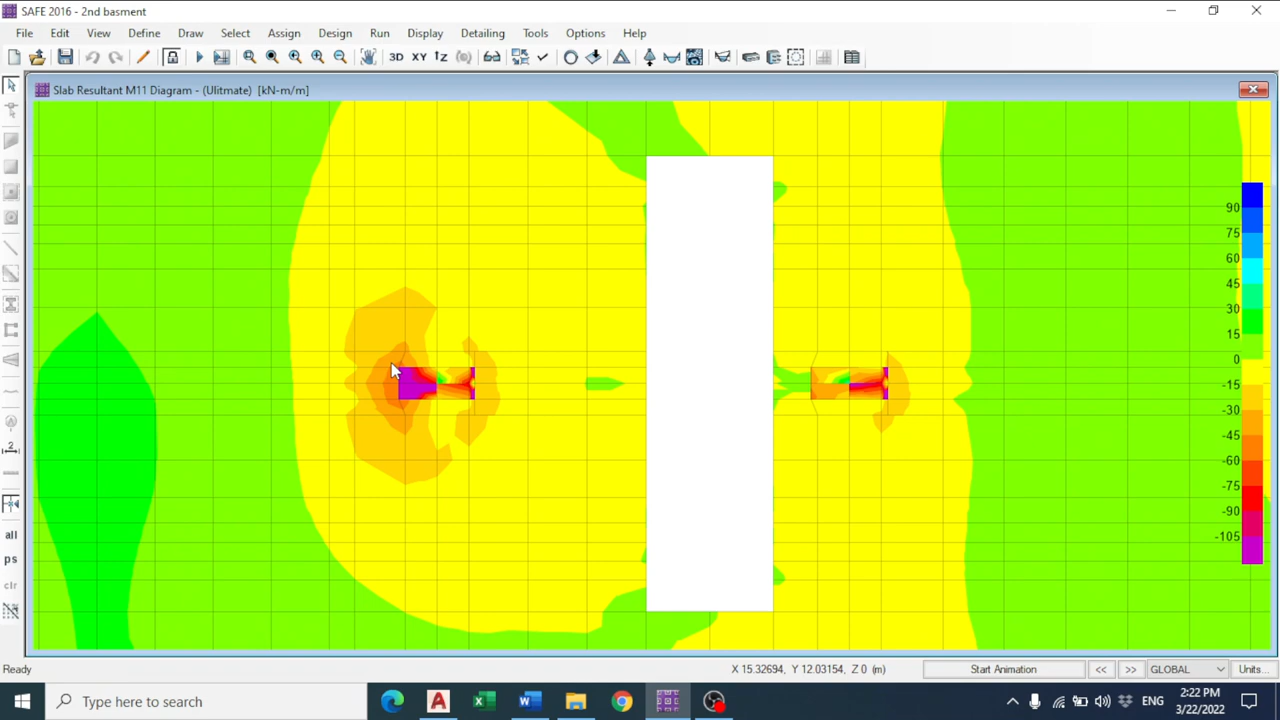 SAFE 2016 - 2nd basment
File Edit View Define Draw Select Assign Design Run Display Detailing Tools Options Help
3D XY
Slab Resultant M11 Diagram - (Ulitmate) [kN-m/m]
90
75
60
45
30
15
0
-15
-30
-45
-60
-75
-90
-105
2
all
ps
clr
Ready
X 15.32694, Y 12.03154, Z 0 (m)
Start Animation
<<
>>
GLOBAL
Units...
Type here to search
ENG
2:22 PM
3/22/2022